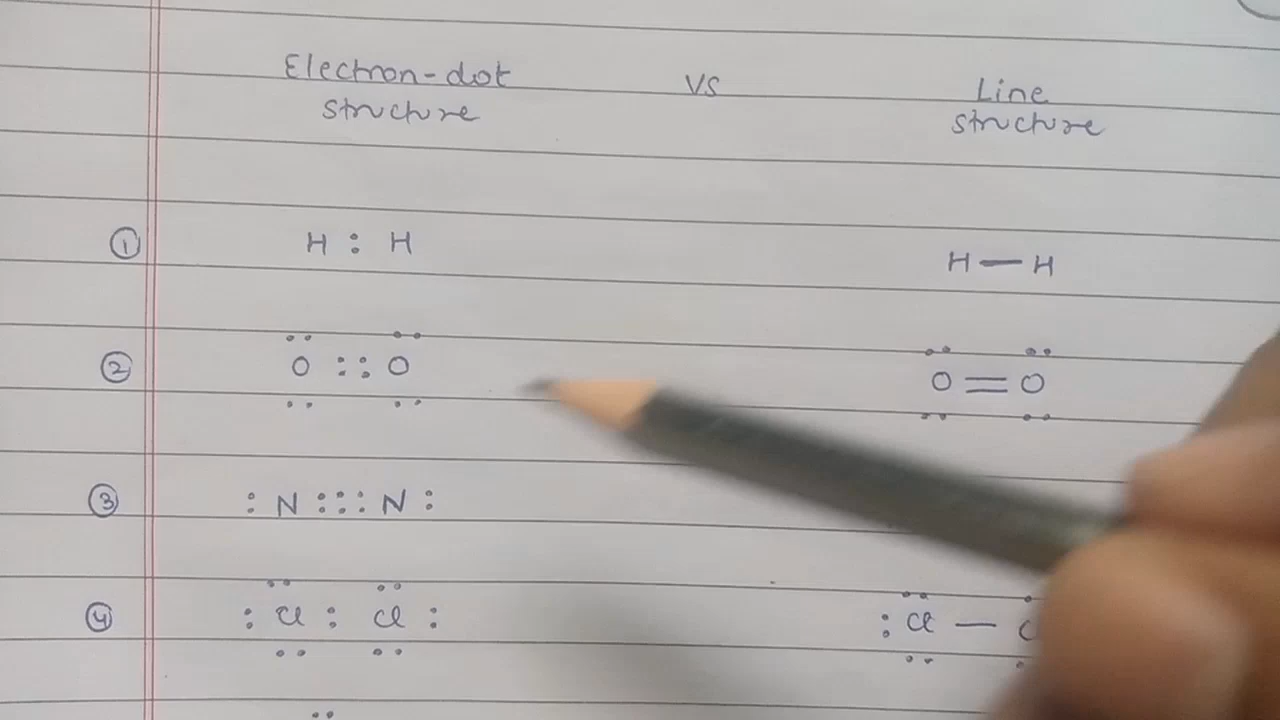 Electron-dot structure VS Line structure
① H : H H — H
② O :: O O = O
③ : N ::: N :
④ : Cl : Cl : : Cl —